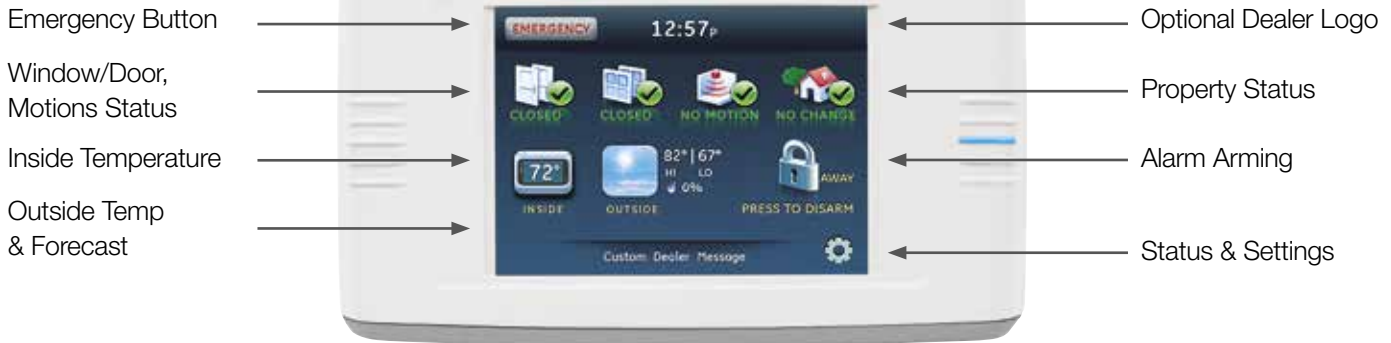 Emergency Button
Window/Door,
Motions Status
Inside Temperature
Outside Temp
& Forecast
EMERGENCY
12:57P
CLOSED
CLOSED
NO MOTION
NO CHANGE
72°
INSIDE
OUTSIDE
82° | 67°
HI LO
0%
AWAY
PRESS TO DISARM
Custom Dealer Message
Optional Dealer Logo
Property Status
Alarm Arming
Status & Settings